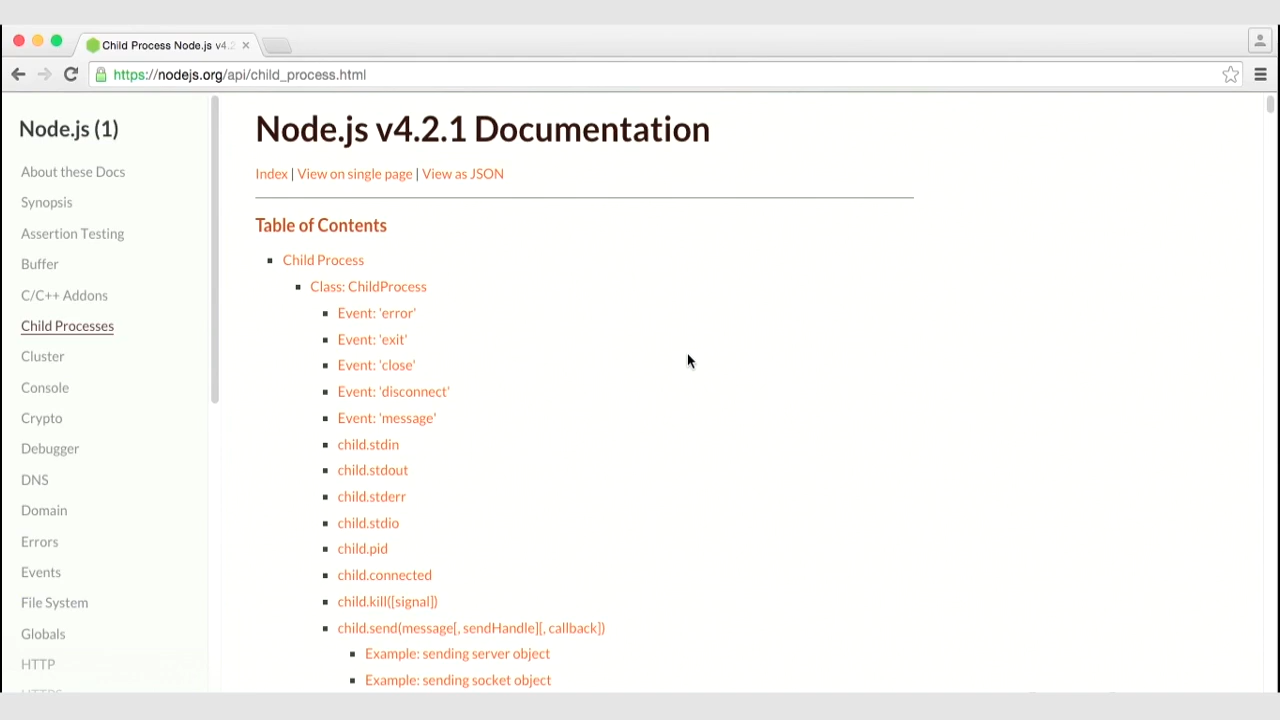 Child Process Node.js v4.2
https://nodejs.org/api/child_process.html
Node.js (1)
About these Docs
Synopsis
Assertion Testing
Buffer
C/C++ Addons
Child Processes
Cluster
Console
Crypto
Debugger
DNS
Domain
Errors
Events
File System
Globals
HTTP
HTTPS
Node.js v4.2.1 Documentation
Index | View on single page | View as JSON
Table of Contents
Child Process
Class: ChildProcess
Event: 'error'
Event: 'exit'
Event: 'close'
Event: 'disconnect'
Event: 'message'
child.stdin
child.stdout
child.stderr
child.stdio
child.pid
child.connected
child.kill([signal])
child.send(message[, sendHandle][, callback])
Example: sending server object
Example: sending socket object